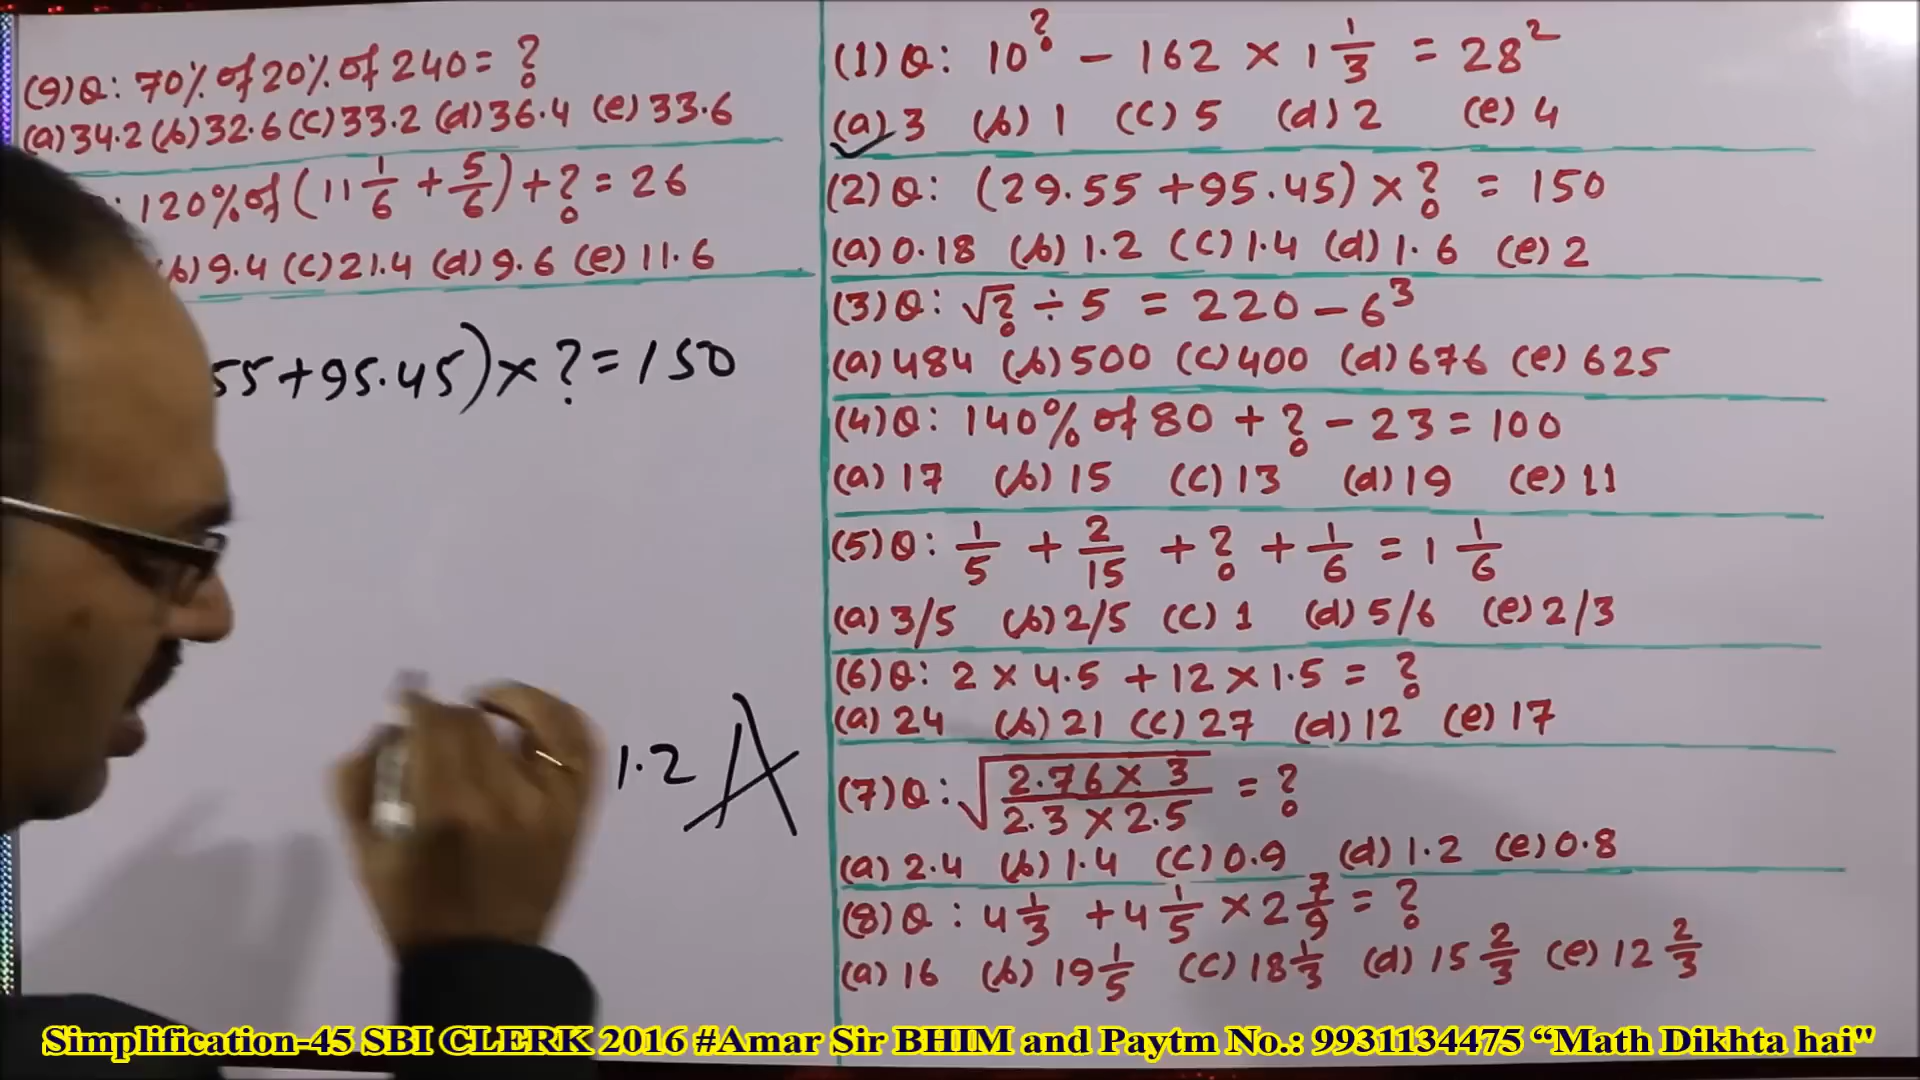 (9)Q: 70% of 20% of 240 = ?
(a)34.2 (b)32.6 (c)33.2 (d)36.4 (e)33.6
: 120% of (11 1/6 + 5/6) + ? = 26
b)9.4 (c)21.4 (d)9.6 (e)11.6
55+95.45)×?=150
1.2 A
(1)Q: 10^? - 162 × 1 1/3 = 28²
(a)3 (b)1 (c)5 (d)2 (e)4
(2)Q: (29.55+95.45)×? = 150
(a)0.18 (b)1.2 (c)1.4 (d)1.6 (e)2
(3)Q: √? ÷ 5 = 220 - 6³
(a)484 (b)500 (c)400 (d)676 (e)625
(4)Q: 140% of 80 + ? - 23 = 100
(a)17 (b)15 (c)13 (d)19 (e)11
(5)Q: 1/5 + 2/15 + ? + 1/6 = 1 1/6
(a)3/5 (b)2/5 (c)1 (d)5/6 (e)2/3
(6)Q: 2 × 4.5 + 12 × 1.5 = ?
(a)24 (b)21 (c)27 (d)12 (e)17
(7)Q: √(2.76 × 3 / 2.3 × 2.5) = ?
(a)2.4 (b)1.4 (c)0.9 (d)1.2 (e)0.8
(8)Q: 4 1/3 + 4 1/5 × 2 7/9 = ?
(a)16 (b)19 1/5 (c)18 1/3 (d)15 2/3 (e)12 2/3
Simplification-45 SBI CLERK 2016 #Amar Sir BHIM and Paytm No.: 9931134475 “Math Dikhta hai"